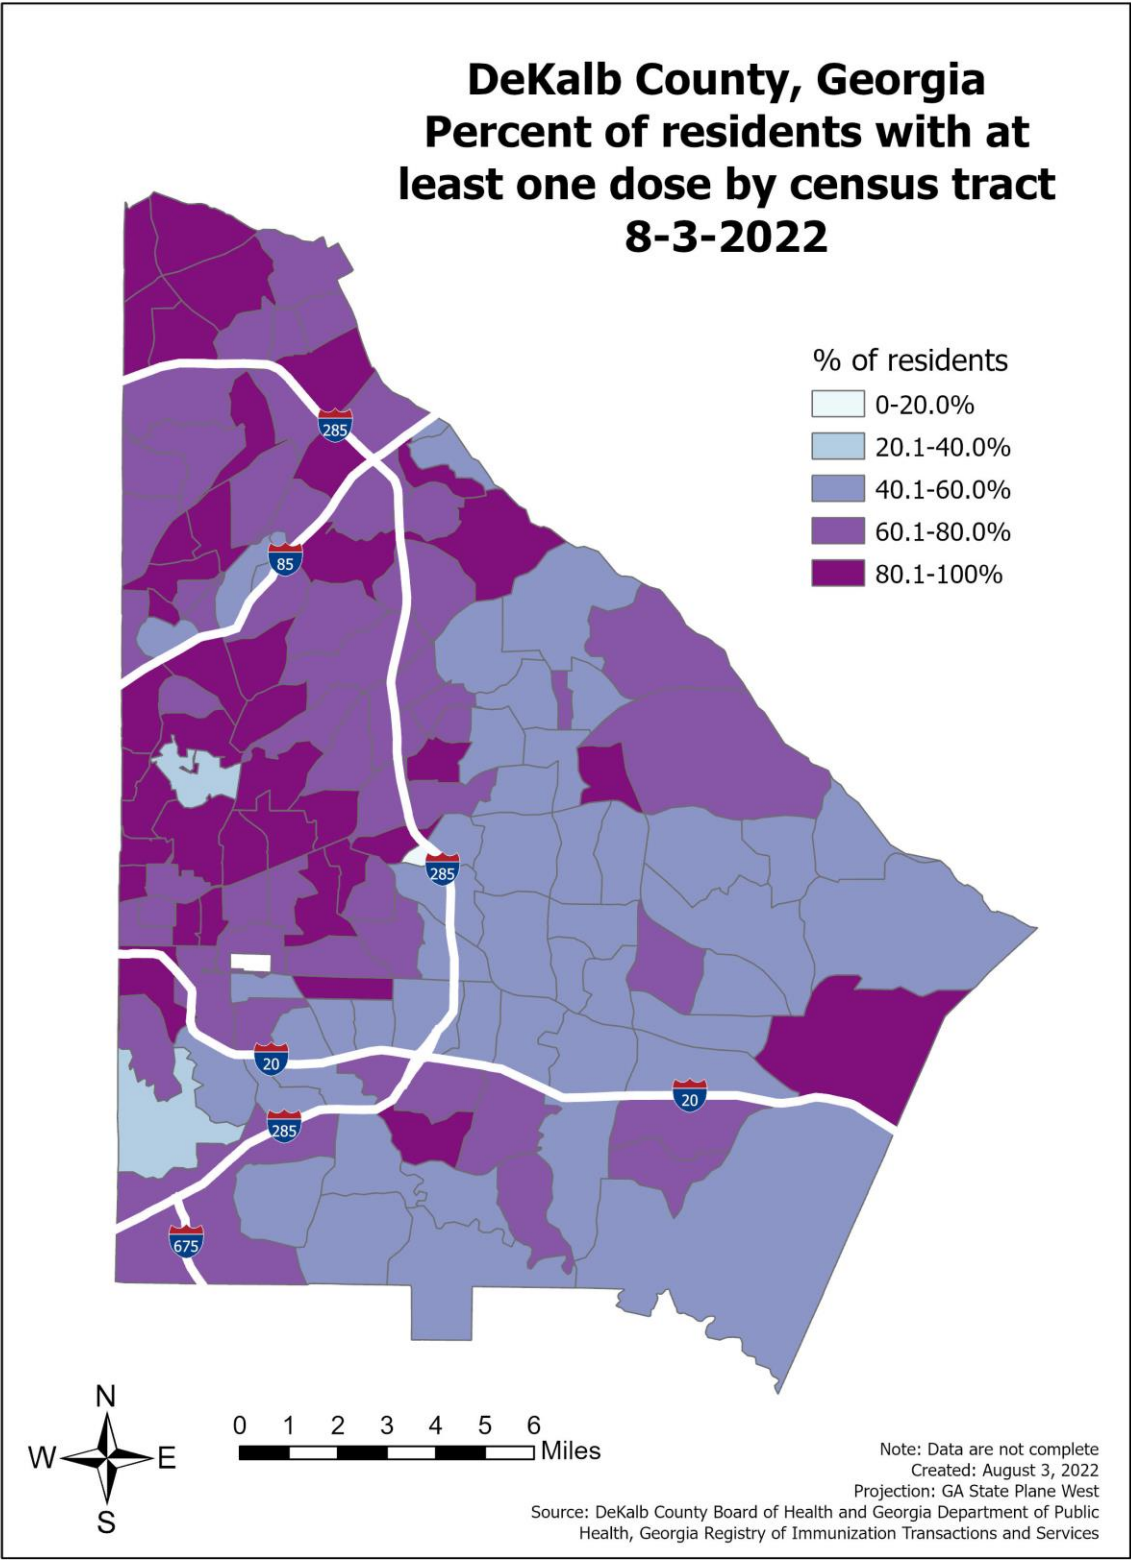 DeKalb County, Georgia
Percent of residents with at
least one dose by census tract
8-3-2022
% of residents
0-20.0%
20.1-40.0%
40.1-60.0%
60.1-80.0%
80.1-100%
285
85
285
20
20
285
675
N
W E
S
0 1 2 3 4 5 6
Miles
Note: Data are not complete
Created: August 3, 2022
Projection: GA State Plane West
Source: DeKalb County Board of Health and Georgia Department of Public
Health, Georgia Registry of Immunization Transactions and Services